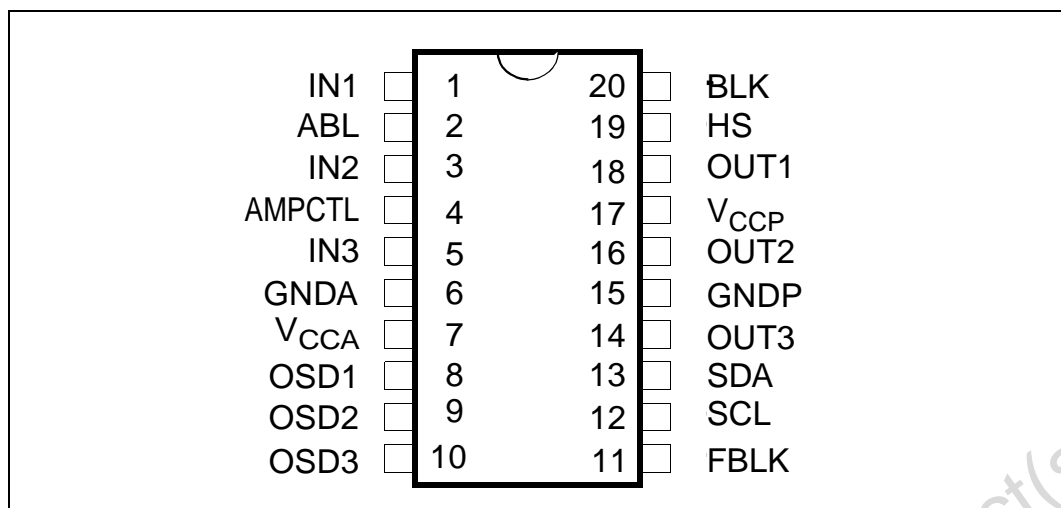 IN1 1 20 BLK
ABL 2 19 HS
IN2 3 18 OUT1
AMPCTL 4 17 VCCP
IN3 5 16 OUT2
GNDA 6 15 GNDP
VCCA 7 14 OUT3
OSD1 8 13 SDA
OSD2 9 12 SCL
OSD3 10 11 FBLK